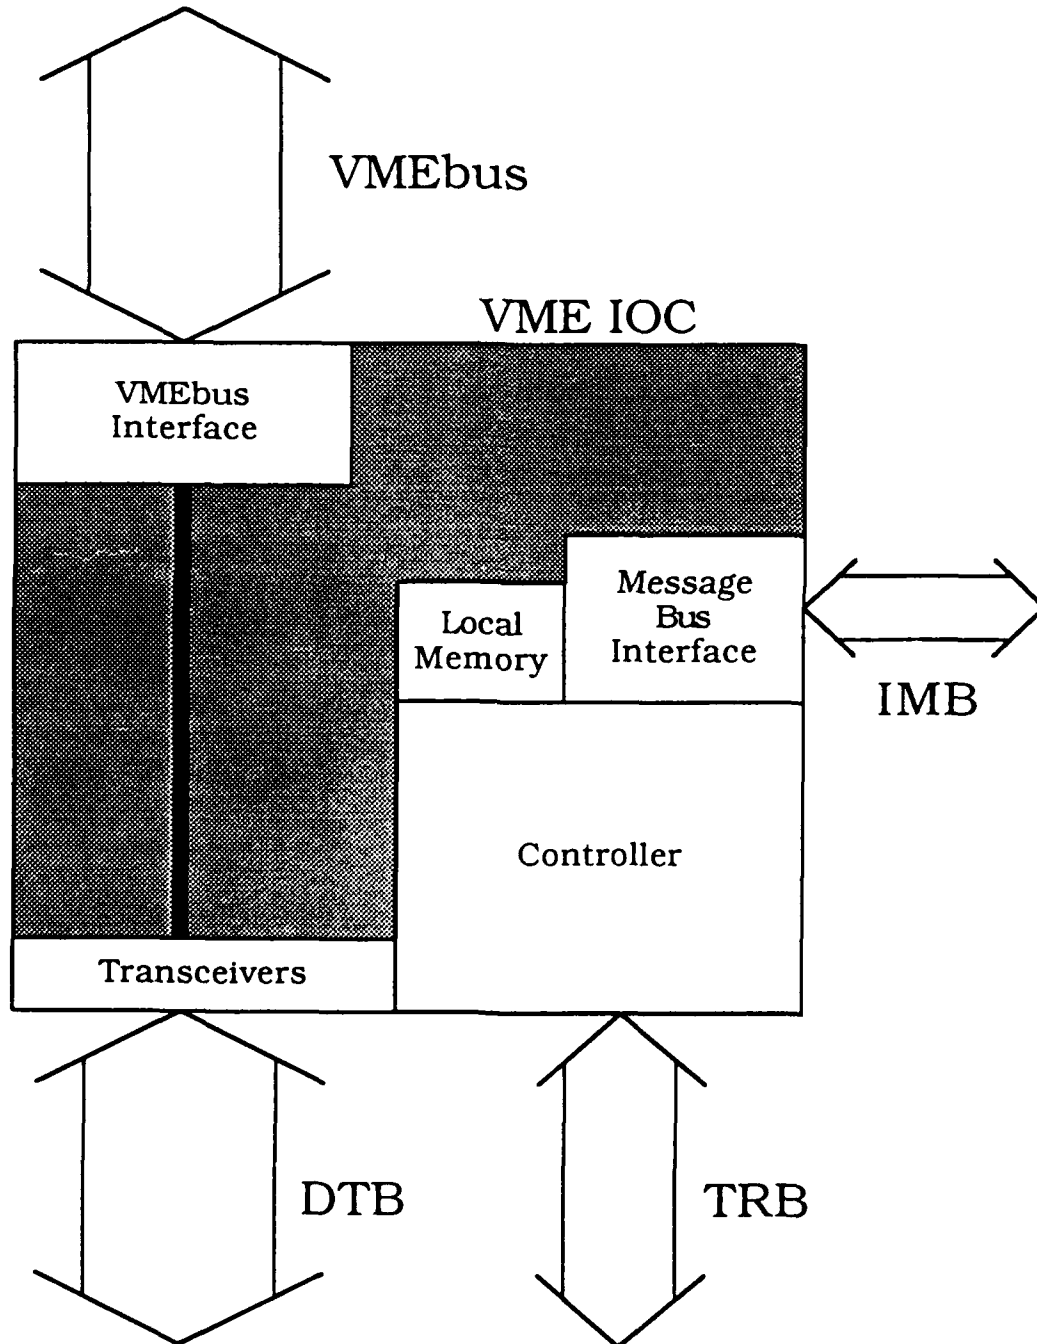 VMEbus
VME IOC
VMEbus
Interface
Message
Bus
Interface
Local
Memory
IMB
Controller
Transceivers
DTB
TRB